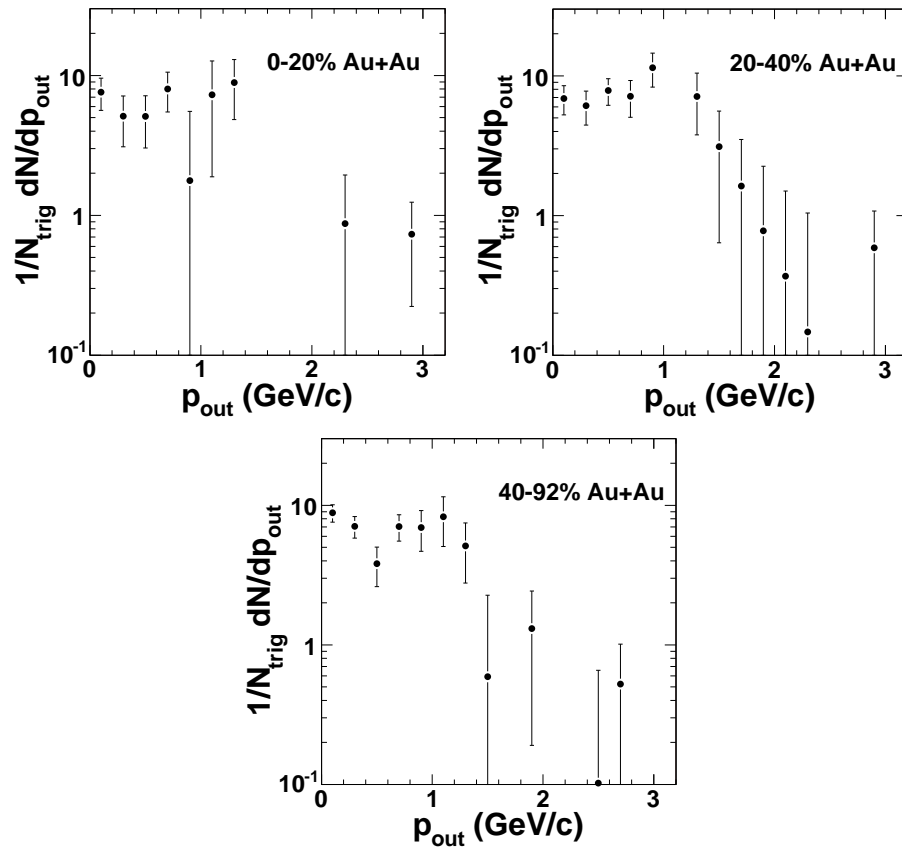 0-20% Au+Au
1/N_trig dN/dp_out
10
1
10^-1
0 1 2 3
p_out (GeV/c)
20-40% Au+Au
1/N_trig dN/dp_out
10
1
10^-1
0 1 2 3
p_out (GeV/c)
40-92% Au+Au
1/N_trig dN/dp_out
10
1
10^-1
0 1 2 3
p_out (GeV/c)